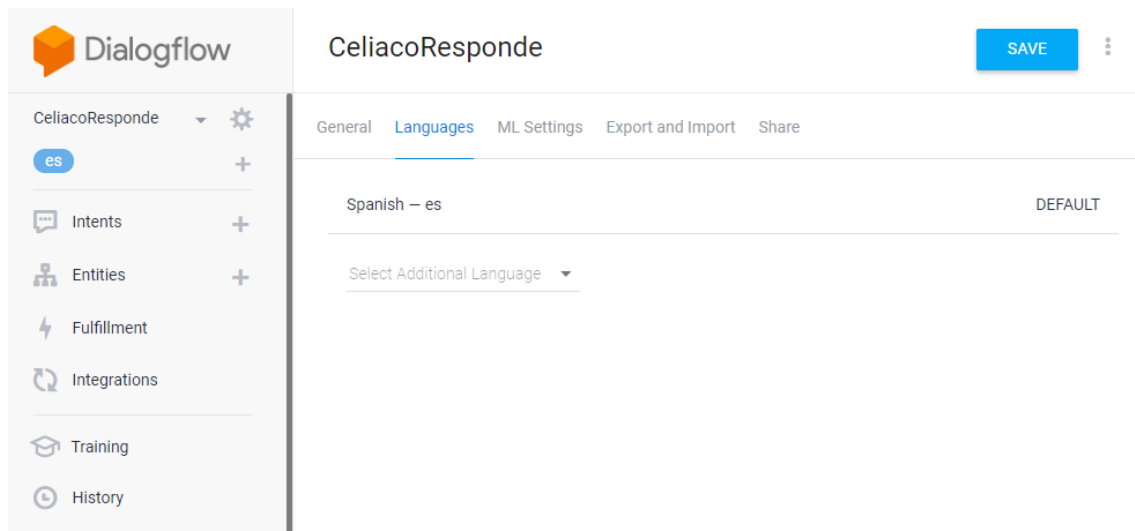 Dialogflow
CeliacoResponde
SAVE
CeliacoResponde
es
Intents
Entities
Fulfillment
Integrations
Training
History
General Languages ML Settings Export and Import Share
Spanish — es DEFAULT
Select Additional Language